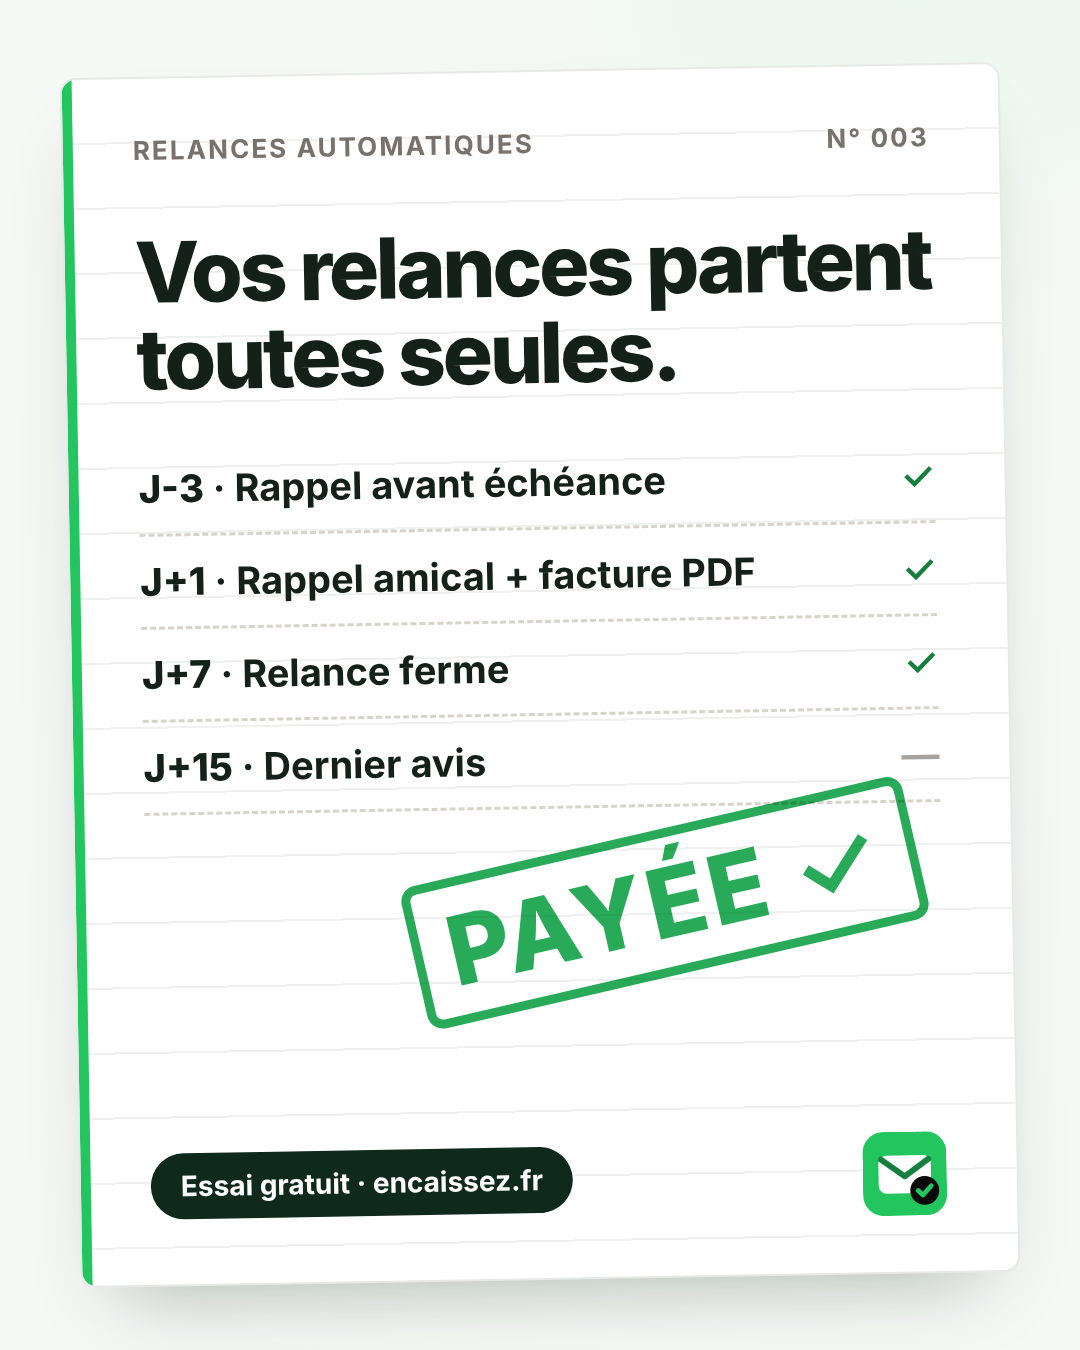 RELANCES AUTOMATIQUES
N° 003
Vos relances partent
toutes seules.
J-3 · Rappel avant échéance
J+1 · Rappel amical + facture PDF
J+7 · Relance ferme
J+15 · Dernier avis
PAYÉE
Essai gratuit · encaissez.fr